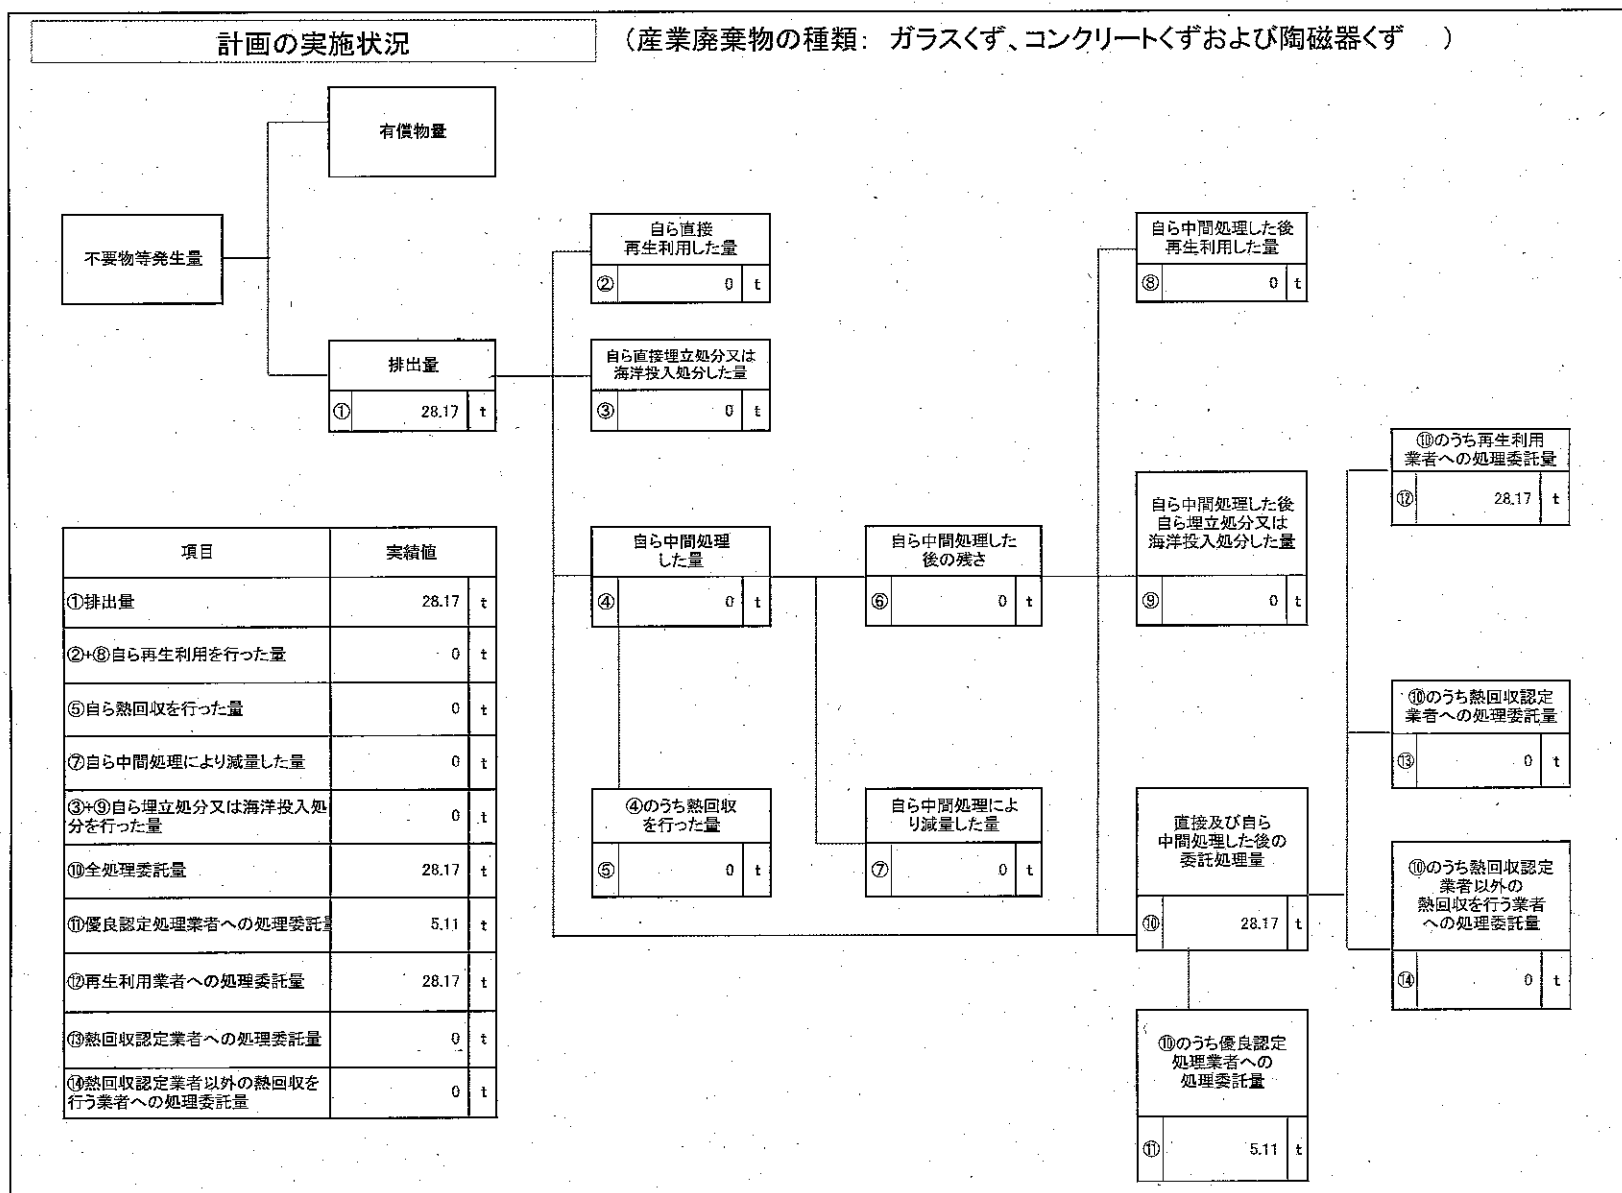 計画の実施状況
(産業廃棄物の種類: ガラスくず、コンクリートくずおよび陶磁器くず )
有償物量
不要物等発生量
排出量
① 28.17 t
自ら直接
再生利用した量
② 0 t
自ら直接埋立処分又は
海洋投入処分した量
③ 0 t
自ら中間処理
した量
④ 0 t
④のうち熱回収
を行った量
⑤ 0 t
自ら中間処理した
後の残さ
⑥ 0 t
自ら中間処理によ
り減量した量
⑦ 0 t
自ら中間処理した後
再生利用した量
⑧ 0 t
自ら中間処理した後
自ら埋立処分又は
海洋投入処分した量
⑨ 0 t
直接及び自ら
中間処理した後の
委託処理量
⑩ 28.17 t
⑩のうち優良認定
処理業者への
処理委託量
⑪ 5.11 t
⑩のうち再生利用
業者への処理委託量
⑫ 28.17 t
⑩のうち熱回収認定
業者への処理委託量
⑬ 0 t
⑩のうち熱回収認定
業者以外の
熱回収を行う業者
への処理委託量
⑭ 0 t
項目 実績値
①排出量 28.17 t
②+⑧自ら再生利用を行った量 0 t
⑤自ら熱回収を行った量 0 t
⑦自ら中間処理により減量した量 0 t
③+⑨自ら埋立処分又は海洋投入処
分を行った量 0 t
⑩全処理委託量 28.17 t
⑪優良認定処理業者への処理委託量 5.11 t
⑫再生利用業者への処理委託量 28.17 t
⑬熱回収認定業者への処理委託量 0 t
⑭熱回収認定業者以外の熱回収を
行う業者への処理委託量 0 t